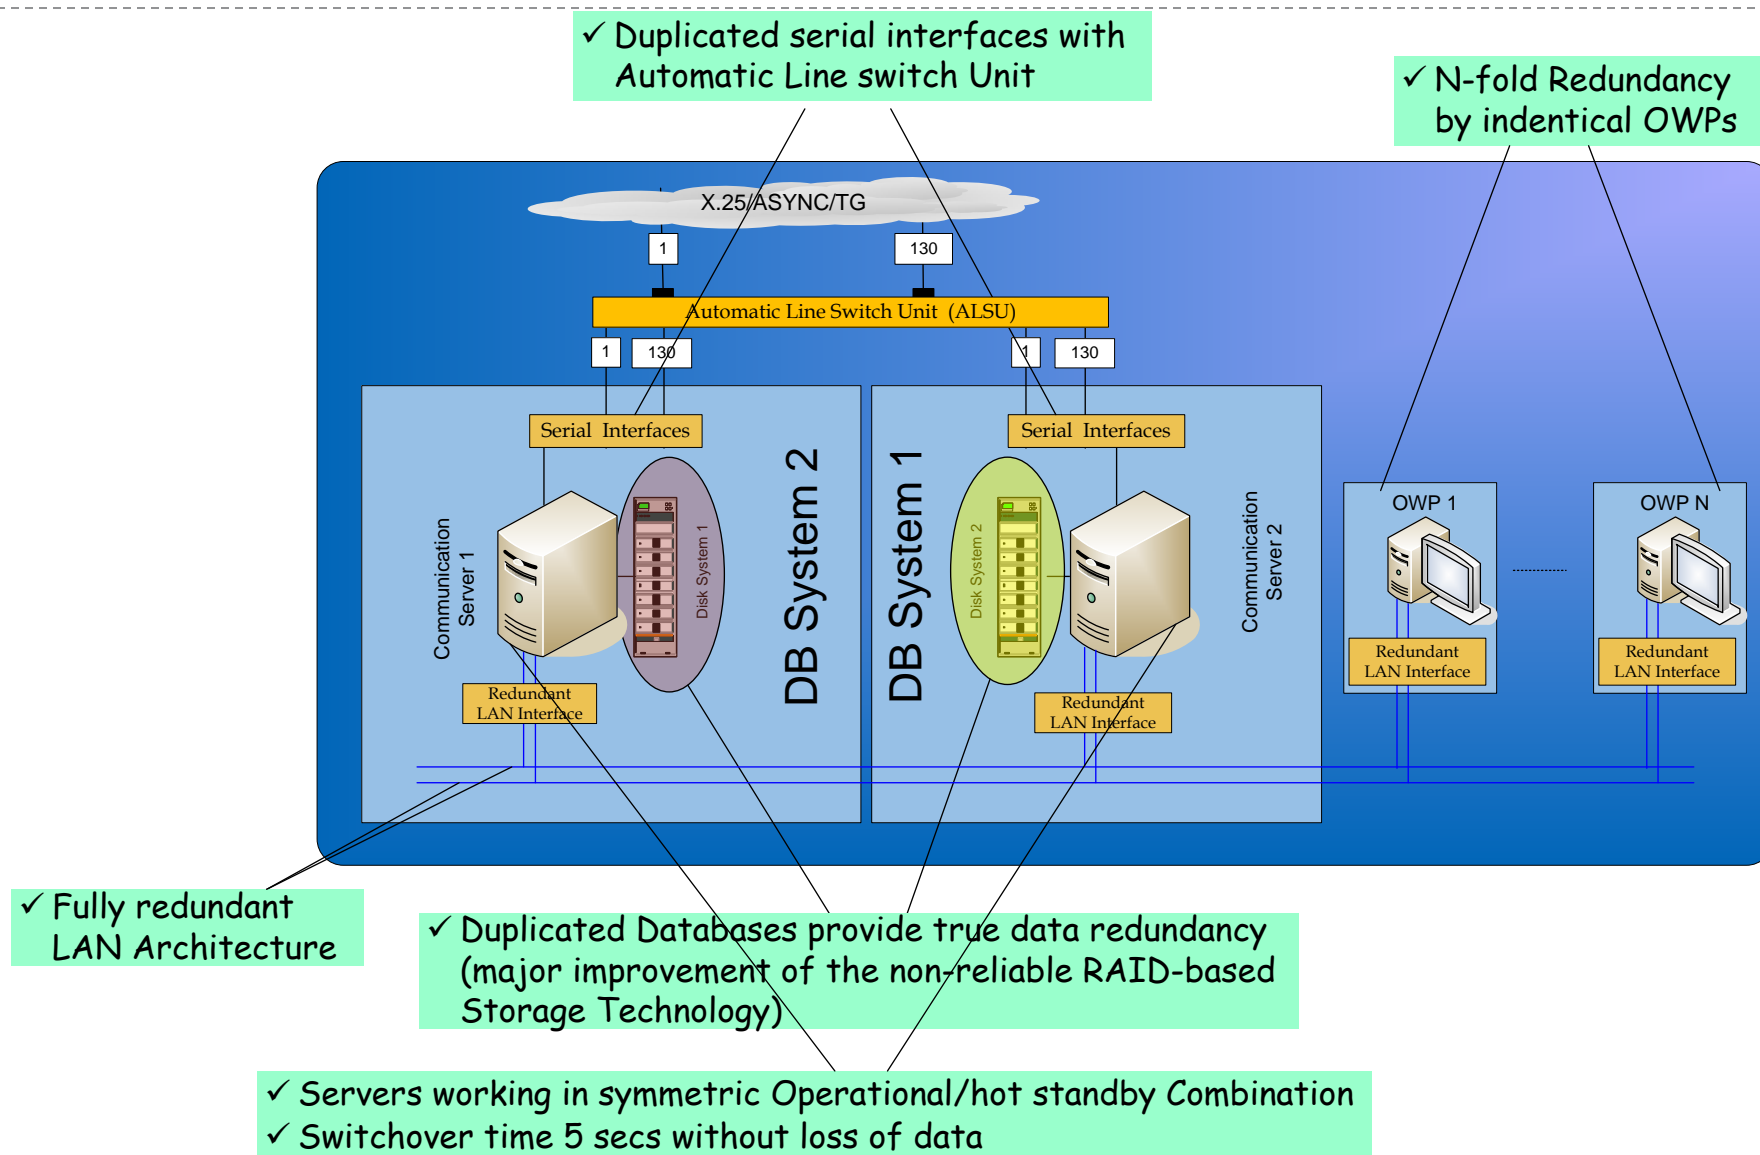 ✓ Duplicated serial interfaces with
Automatic Line switch Unit
✓ N-fold Redundancy
by indentical OWPs
X.25/ASYNC/TG
1
130
Automatic Line Switch Unit (ALSU)
1
130
1
130
Serial Interfaces
Serial Interfaces
Communication
Server 1
Disk System 1
DB System 2
DB System 1
Disk System 2
Communication
Server 2
OWP 1
OWP N
Redundant
LAN Interface
Redundant
LAN Interface
Redundant
LAN Interface
Redundant
LAN Interface
✓ Fully redundant
LAN Architecture
✓ Duplicated Databases provide true data redundancy
(major improvement of the non-reliable RAID-based
Storage Technology)
✓ Servers working in symmetric Operational/hot standby Combination
✓ Switchover time 5 secs without loss of data